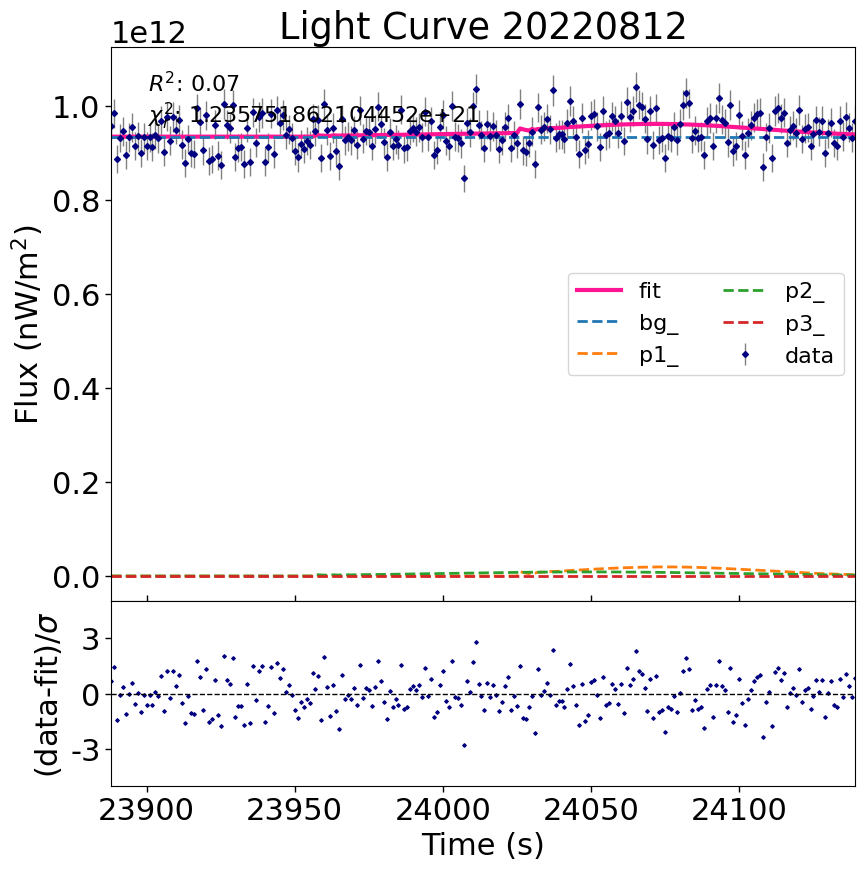 Light Curve 20220812
1e12
R²: 0.07
χ²: 1.235751862104452e+21
1.0
0.8
0.6
0.4
0.2
0.0
Flux (nW/m²)
fit
bg_
p1_
p2_
p3_
data
3
0
-3
(data-fit)/σ
23900 23950 24000 24050 24100
Time (s)